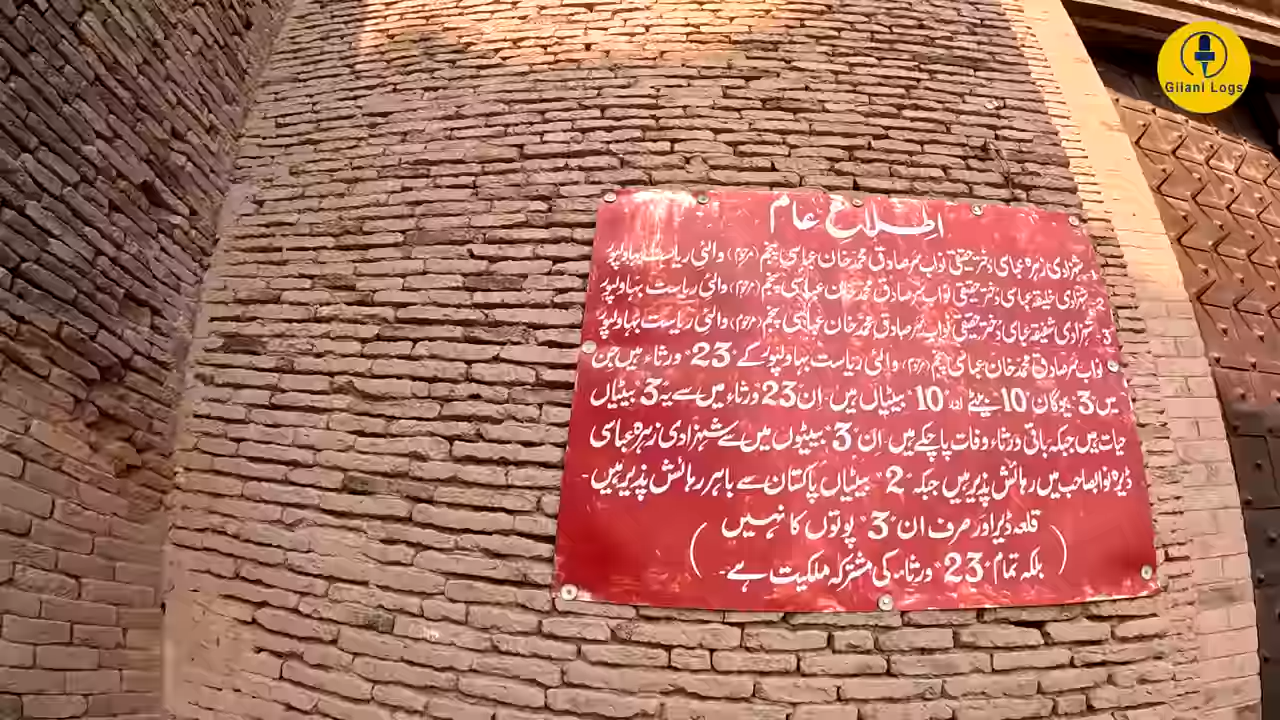 Gilani Logs
اطلاع عام
1- شہزادی زہرہ عباسی دختر حقیقی نواب سر صادق محمد خان عباسی پنجم (مرحوم) والئی ریاست بہاولپور
2- شہزادی عباسی دختر حقیقی نواب سر صادق محمد خان عباسی پنجم (مرحوم) والئی ریاست بہاولپور
3- شہزادی شفیقہ عباسی دختر حقیقی نواب سر صادق محمد خان عباسی پنجم (مرحوم) والئی ریاست بہاولپور
نواب سر صادق محمد خان عباسی پنجم (مرحوم) والئی ریاست بہاولپور کے "23" ورثاء ہیں جن
میں "3" بیوگان "10" بیٹے اور "10" بیٹیاں ہیں۔ ان "23" ورثاء میں سے یہ "3" بیٹیاں
حیات ہیں جبکہ باقی ورثاء وفات پا چکے ہیں۔ ان "3" بیٹیوں میں سے شہزادی زہرہ عباسی
ڈیرہ نواب صاحب میں رہائش پذیر ہیں جبکہ "2" بیٹیاں پاکستان سے باہر رہائش پذیر ہیں۔
(قلعہ ڈیراور صرف ان "3" پوتوں کا نہیں
بلکہ تمام "23" ورثاء کی مشترکہ ملکیت ہے۔)